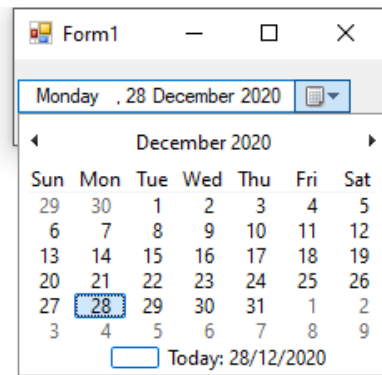 Form1
Monday , 28 December 2020
December 2020
Sun Mon Tue Wed Thu Fri Sat
29 30 1 2 3 4 5
6 7 8 9 10 11 12
13 14 15 16 17 18 19
20 21 22 23 24 25 26
27 28 29 30 31 1 2
3 4 5 6 7 8 9
Today: 28/12/2020